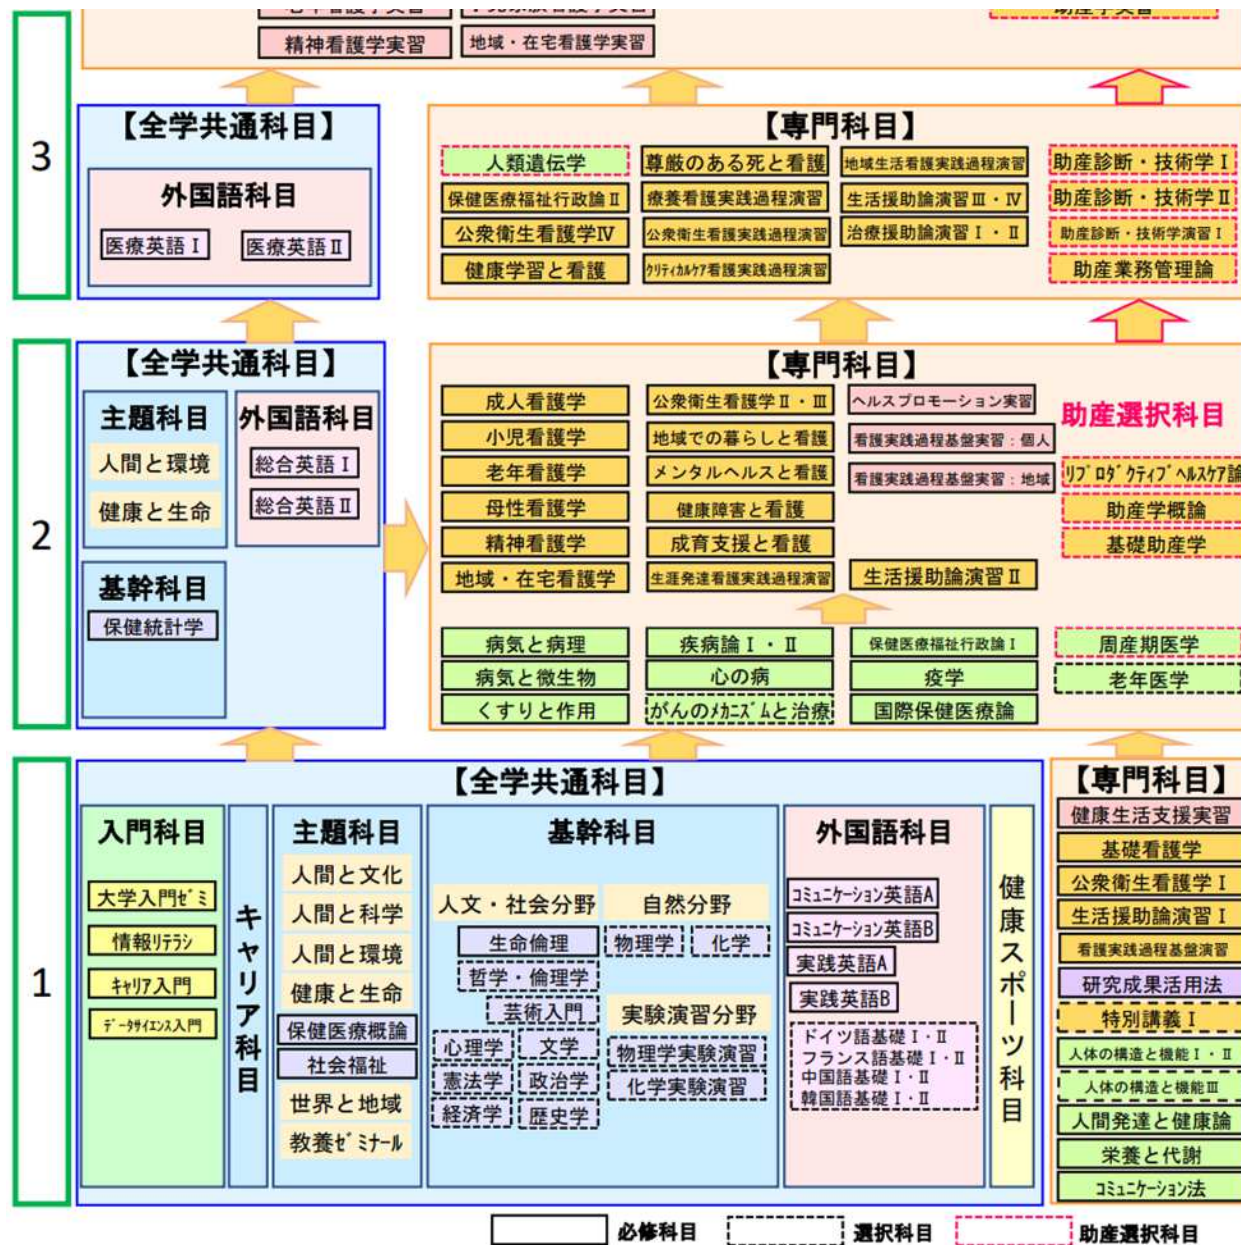 精神看護学実習
地域・在宅看護学実習
3
【全学共通科目】
外国語科目
医療英語Ⅰ
医療英語Ⅱ
【専門科目】
人類遺伝学
尊厳のある死と看護
地域生活看護実践過程演習
助産診断・技術学Ⅰ
保健医療福祉行政論Ⅱ
療養看護実践過程演習
生活援助論演習Ⅲ・Ⅳ
助産診断・技術学Ⅱ
公衆衛生看護学Ⅳ
公衆衛生看護実践過程演習
治療援助論演習Ⅰ・Ⅱ
助産診断・技術学演習Ⅰ
健康学習と看護
ｸﾘﾃｨｶﾙｹｱ看護実践過程演習
助産業務管理論
2
【全学共通科目】
主題科目
人間と環境
健康と生命
外国語科目
総合英語Ⅰ
総合英語Ⅱ
基幹科目
保健統計学
【専門科目】
成人看護学
公衆衛生看護学Ⅱ・Ⅲ
ヘルスプロモーション実習
助産選択科目
小児看護学
地域での暮らしと看護
看護実践過程基盤実習：個人
老年看護学
メンタルヘルスと看護
看護実践過程基盤実習：地域
ﾘﾌﾟﾛﾀﾞｸﾃｨﾌﾞﾍﾙｽｹｱ論
母性看護学
健康障害と看護
助産学概論
精神看護学
成育支援と看護
基礎助産学
地域・在宅看護学
生涯発達看護実践過程演習
生活援助論演習Ⅱ
病気と病理
疾病論Ⅰ・Ⅱ
保健医療福祉行政論Ⅰ
周産期医学
病気と微生物
心の病
疫学
老年医学
くすりと作用
がんのﾒｶﾆｽﾞﾑと治療
国際保健医療論
1
【全学共通科目】
入門科目
大学入門ｾﾞﾐ
情報ﾘﾃﾗｼ
ｷｬﾘｱ入門
ﾃﾞｰﾀｻｲｴﾝｽ入門
キャリア科目
主題科目
人間と文化
人間と科学
人間と環境
健康と生命
保健医療概論
社会福祉
世界と地域
教養ｾﾞﾐﾅｰﾙ
基幹科目
人文・社会分野
生命倫理
哲学・倫理学
芸術入門
心理学
文学
憲法学
政治学
経済学
歴史学
自然分野
物理学
化学
実験演習分野
物理学実験演習
化学実験演習
外国語科目
ｺﾐｭﾆｹｰｼｮﾝ英語A
ｺﾐｭﾆｹｰｼｮﾝ英語B
実践英語A
実践英語B
ドイツ語基礎Ⅰ・Ⅱ
フランス語基礎Ⅰ・Ⅱ
中国語基礎Ⅰ・Ⅱ
韓国語基礎Ⅰ・Ⅱ
健康スポーツ科目
【専門科目】
健康生活支援実習
基礎看護学
公衆衛生看護学Ⅰ
生活援助論演習Ⅰ
看護実践過程基盤演習
研究成果活用法
特別講義Ⅰ
人体の構造と機能Ⅰ・Ⅱ
人体の構造と機能Ⅲ
人間発達と健康論
栄養と代謝
ｺﾐｭﾆｹｰｼｮﾝ法
必修科目
選択科目
助産選択科目